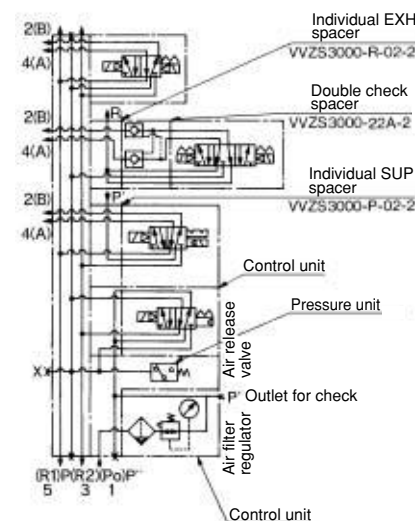 Individual EXH
spacer
VVZS3000-R-02-2
2(B)
4(A)
Double check
spacer
VVZS3000-22A-2
2(B)
R
4(A)
Individual SUP
spacer
VVZS3000-P-02-2
2(B)
P'
4(A)
Control unit
Pressure unit
Air release
valve
X
P' Outlet for check
Air filter
regulator
(R1)P(R2)(Po)P''
5 3 1
Control unit